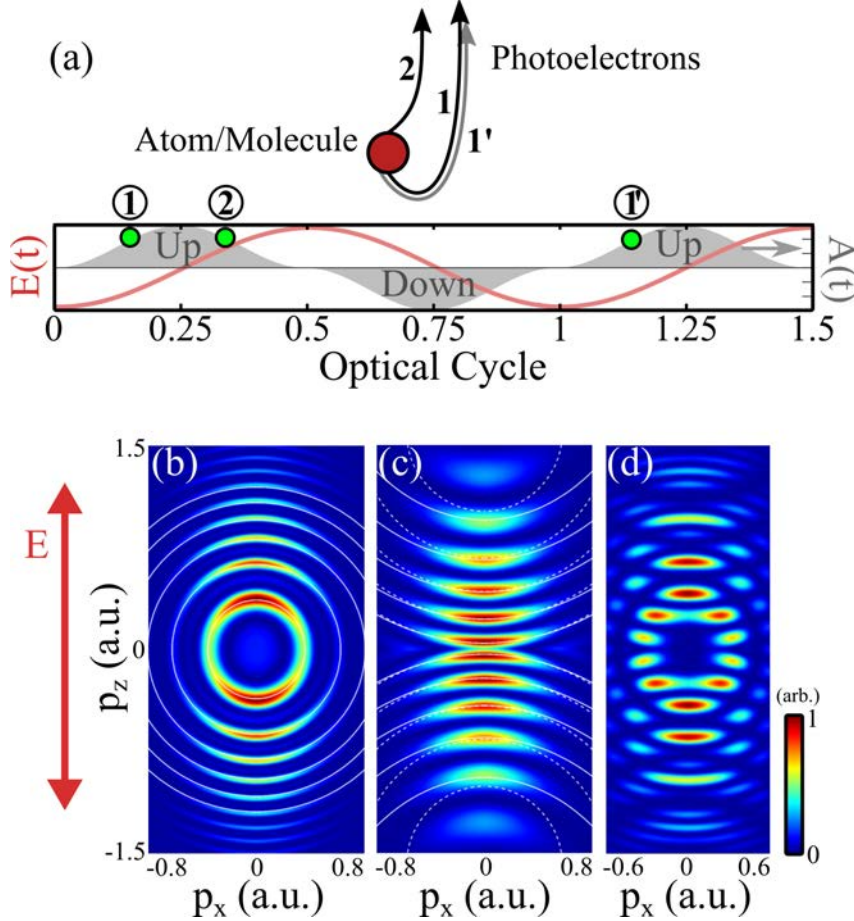 (a)
2
1
1'
Photoelectrons
Atom/Molecule
1 2 1'
E(t)
Up
Down
Up
A(t)
0 0.25 0.5 0.75 1 1.25 1.5
Optical Cycle
E
p_z (a.u.)
1.5
0
-1.5
(b) (c) (d)
(arb.)
1
0
-0.8 0 0.8 -0.8 0 0.8 -0.6 0 0.6
p_x (a.u.) p_x (a.u.) p_x (a.u.)